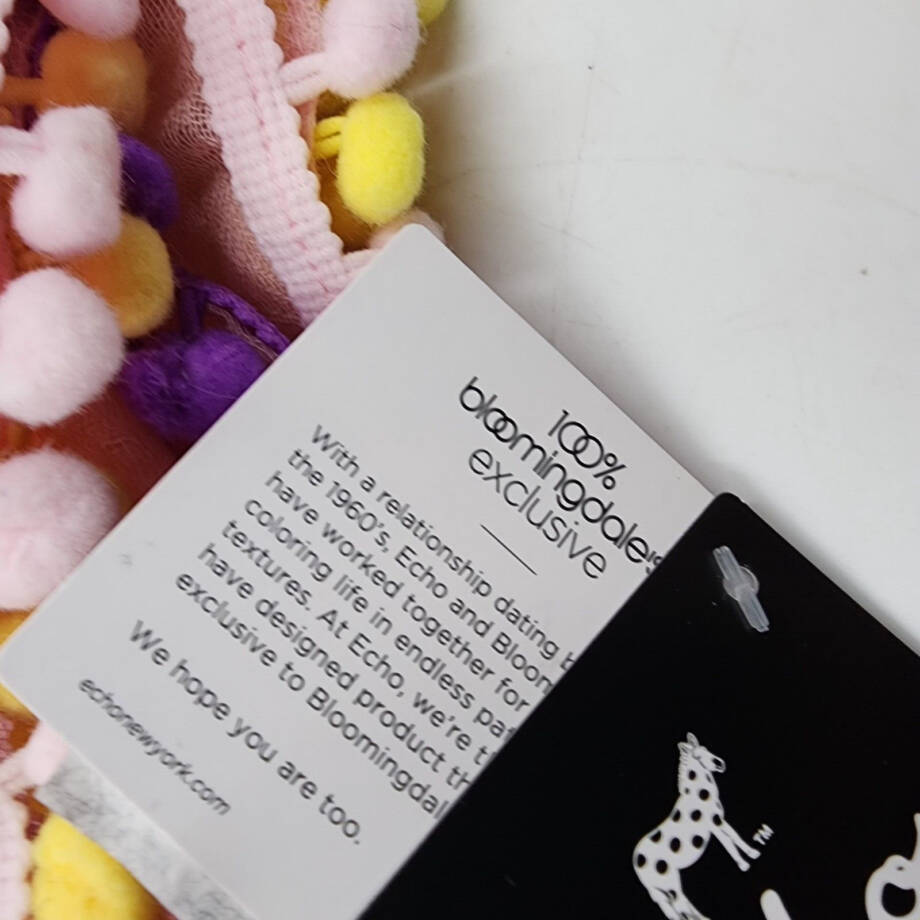 100%
bloomingdale's
exclusive
With a relationship dating
the 1960's, Echo and Bloom
have worked together for
coloring life in endless pa
textures. At Echo, we're t
have designed product th
exclusive to Bloomingdal
We hope you are too.
echonewyork.com
TM